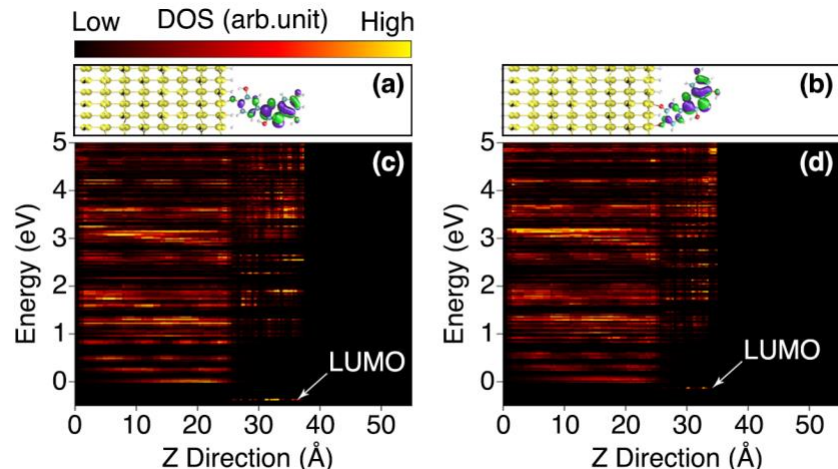 Low DOS (arb.unit) High
(a)
(b)
(c)
(d)
5
4
3
2
1
0
Energy (eV)
LUMO
0 10 20 30 40 50
Z Direction (Å)
5
4
3
2
1
0
Energy (eV)
LUMO
0 10 20 30 40 50
Z Direction (Å)